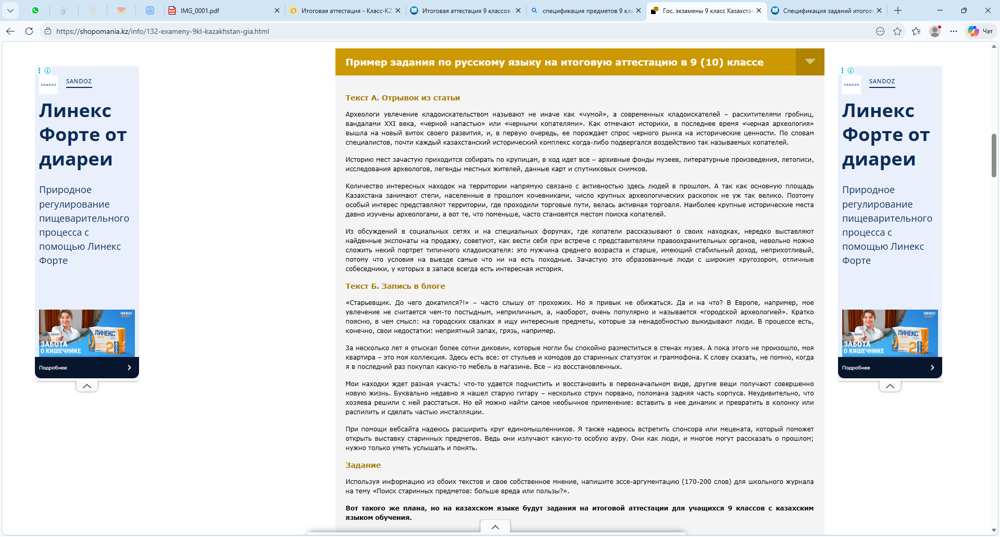 IMG_0001.pdf
Итоговая аттестация - Класс-KZ
Итоговая аттестация 9 классов
спецификация предметов 9 кла
Гос. экзамены 9 класс Казахстан
Спецификация заданий итогов
https://shopomania.kz/info/132-exameny-9kl-kazakhstan-gia.html
Чат
Пример задания по русскому языку на итоговую аттестацию в 9 (10) классе
SANDOZ
SANDOZ
Линекс
Форте от
диареи
Природное
регулирование
пищеварительного
процесса с
помощью Линекс
Форте
ЛИНЕКС
форте
ЛИНЕКС
ЗАБОТА
О КИШЕЧНИКЕ
Подробнее
Текст А. Отрывок из статьи
Археологи увлечение кладоискательством называют не иначе как «чумой», а современных кладоискателей – расхитителями гробниц,
вандалами XXI века, «черной напастью» или «черными копателями». Как отмечают историки, в последнее время «черная археология»
вышла на новый виток своего развития, и, в первую очередь, ее порождает спрос черного рынка на исторические ценности. По словам
специалистов, почти каждый казахстанский исторический комплекс когда-либо подвергался воздействию так называемых копателей.
Историю мест зачастую приходится собирать по крупицам, в ход идет все – архивные фонды музеев, литературные произведения, летописи,
исследования археологов, легенды местных жителей, данные карт и спутниковых снимков.
Количество интересных находок на территории напрямую связано с активностью здесь людей в прошлом. А так как основную площадь
Казахстана занимают степи, населенные в прошлом кочевниками, число крупных археологических раскопок не уж так велико. Поэтому
особый интерес представляют территории, где проходили торговые пути, велась активная торговля. Наиболее крупные исторические места
давно изучены археологами, а вот те, что поменьше, часто становятся местом поиска копателей.
Из обсуждений в социальных сетях и на специальных форумах, где копатели рассказывают о своих находках, нередко выставляют
найденные экспонаты на продажу, советуют, как вести себя при встрече с представителями правоохранительных органов, невольно можно
сложить некий портрет типичного кладоискателя: это мужчина среднего возраста и старше, имеющий стабильный доход, неприхотливый,
потому что условия на выезде самые что ни на есть походные. Зачастую это образованные люди с широким кругозором, отличные
собеседники, у которых в запасе всегда есть интересная история.
Текст Б. Запись в блоге
«Старьевщик. До чего докатился?!» – часто слышу от прохожих. Но я привык не обижаться. Да и на что? В Европе, например, мое
увлечение не считается чем-то постыдным, неприличным, а, наоборот, очень популярно и называется «городской археологией». Кратко
поясню, в чем смысл: на городских свалках я ищу интересные предметы, которые за ненадобностью выкидывают люди. В процессе есть,
конечно, свои недостатки: неприятный запах, грязь, например.
За несколько лет я отыскал более сотни диковин, которые могли бы спокойно разместиться в стенах музея. А пока этого не произошло, моя
квартира – это моя коллекция. Здесь есть все: от стульев и комодов до старинных статуэток и граммофона. К слову сказать, не помню, когда
я в последний раз покупал какую-то мебель в магазине. Все – из восстановленных.
Мои находки ждет разная участь: что-то удается подчистить и восстановить в первоначальном виде, другие вещи получают совершенно
новую жизнь. Буквально недавно я нашел старую гитару – несколько струн порвано, поломана задняя часть корпуса. Неудивительно, что
хозяева решили с ней расстаться. Но ей можно найти самое необычное применение: вставить в нее динамик и превратить в колонку или
распилить и сделать частью инсталляции.
При помощи вебсайта надеюсь расширить круг единомышленников. Я также надеюсь встретить спонсора или мецената, который поможет
открыть выставку старинных предметов. Ведь они излучают какую-то особую ауру. Они как люди, и многое могут рассказать о прошлом;
нужно только уметь услышать и понять.
Задание
Используя информацию из обоих текстов и свое собственное мнение, напишите эссе-аргументацию (170-200 слов) для школьного журнала
на тему «Поиск старинных предметов: больше вреда или пользы?».
Вот такого же плана, но на казахском языке будут задания на итоговой аттестации для учащихся 9 классов с казахским
языком обучения.
SANDOZ
SANDOZ
Линекс
Форте от
диареи
Природное
регулирование
пищеварительного
процесса с
помощью Линекс
Форте
ЛИНЕКС
форте
ЛИНЕКС
ЗАБОТА
О КИШЕЧНИКЕ
Подробнее